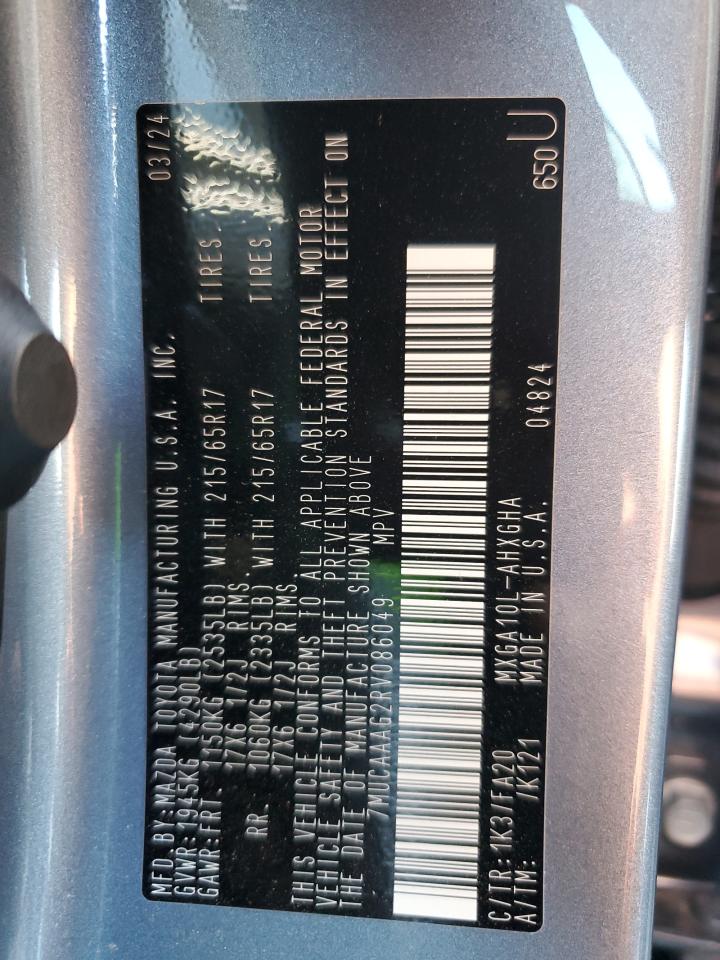 MFD.BY:MAZDA TOYOTA MANUFACTURING U.S.A. INC. 03/24
GVWR:1945KG (4290LB)
GAWR:FRT. 1150KG (2535LB) WITH 215/65R17 TIRES.
17X6 1/2J RIMS.
RR. 1060KG (2335LB) WITH 215/65R17 TIRES.
17X6 1/2J RIMS.
THIS VEHICLE CONFORMS TO ALL APPLICABLE FEDERAL MOTOR
VEHICLE SAFETY AND THEFT PREVENTION STANDARDS IN EFFECT ON
THE DATE OF MANUFACTURE SHOWN ABOVE
7MUCAAAG2RV086049 MPV
C/TR:1K3/FA20 MXGA10L-AHXGHA 04824 650U
A/TM: /K121 MADE IN U.S.A.